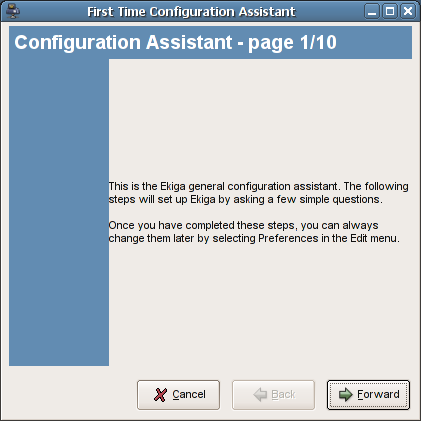 First Time Configuration Assistant
Configuration Assistant - page 1/10
This is the Ekiga general configuration assistant. The following
steps will set up Ekiga by asking a few simple questions.
Once you have completed these steps, you can always
change them later by selecting Preferences in the Edit menu.
Cancel
Back
Forward